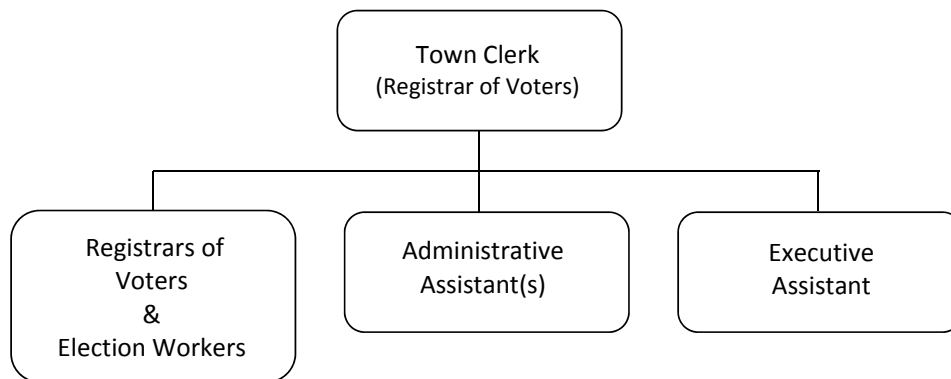 Town Clerk
(Registrar of Voters)
Registrars of
Voters
&
Election Workers
Administrative
Assistant(s)
Executive
Assistant